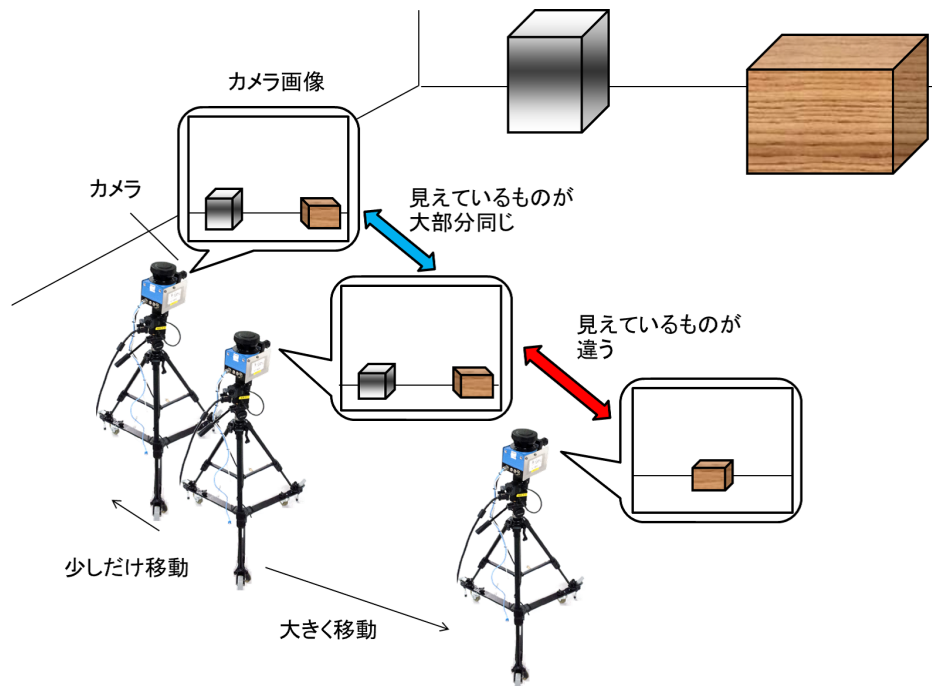 カメラ画像
カメラ
見えているものが
大部分同じ
見えているものが
違う
少しだけ移動
大きく移動